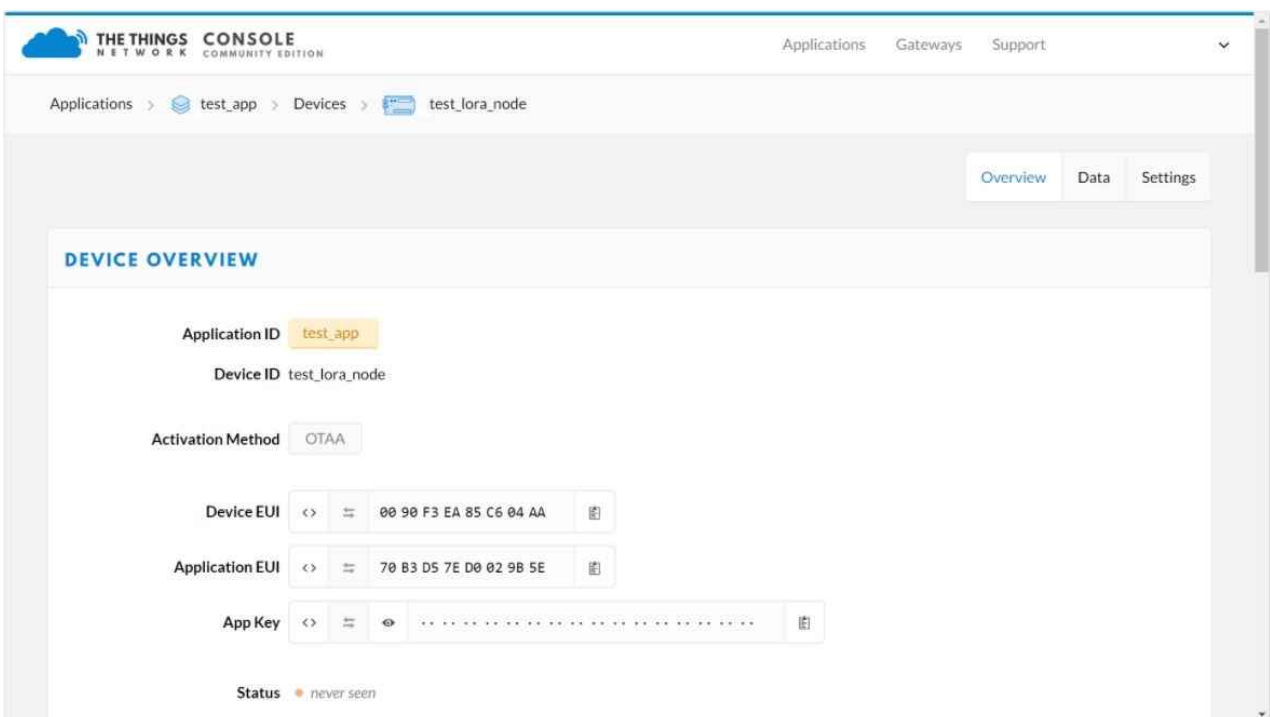 THE THINGS NETWORK CONSOLE COMMUNITY EDITION
Applications Gateways Support
Applications > test_app > Devices > test_lora_node
Overview Data Settings
DEVICE OVERVIEW
Application ID test_app
Device ID test_lora_node
Activation Method OTAA
Device EUI <> 00 90 F3 EA 85 C6 04 AA
Application EUI <> 70 B3 D5 7E D0 02 9B 5E
App Key <> ·· ·· ·· ·· ·· ·· ·· ·· ·· ·· ·· ·· ·· ·· ·· ··
Status never seen